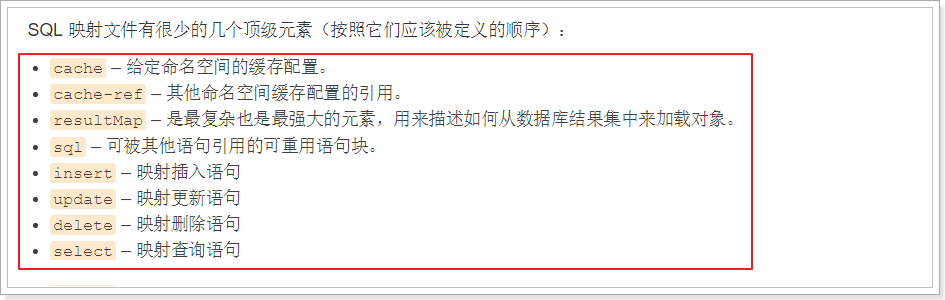 SQL 映射文件有很少的几个顶级元素（按照它们应该被定义的顺序）：
• cache – 给定命名空间的缓存配置。
• cache-ref – 其他命名空间缓存配置的引用。
• resultMap – 是最复杂也是最强大的元素，用来描述如何从数据库结果集中来加载对象。
• sql – 可被其他语句引用的可重用语句块。
• insert – 映射插入语句
• update – 映射更新语句
• delete – 映射删除语句
• select – 映射查询语句